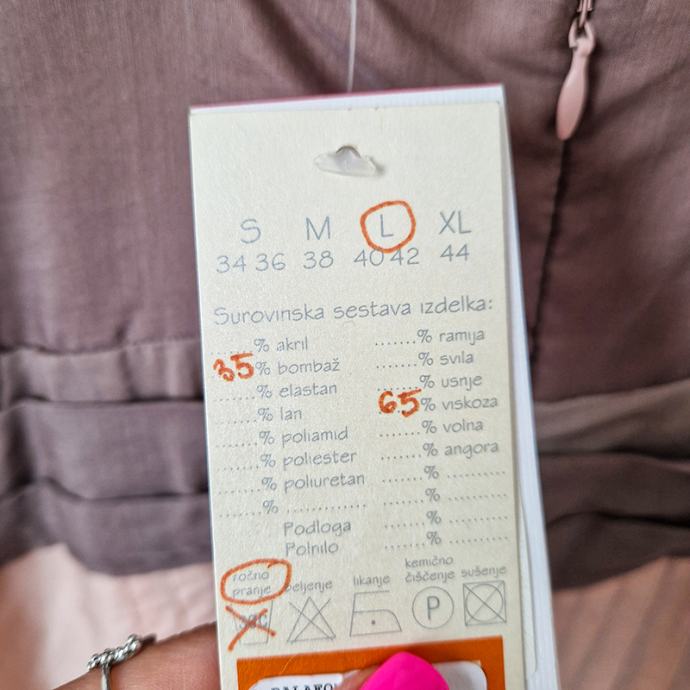 S M L XL
34 36 38 40 42 44
Surovinska sestava izdelka:
......% akril
35% bombaž
......% elastan
......% lan
......% poliamid
......% poliester
......% poliuretan
......% ..............
Podloga
Polnilo
.......% ramija
.......% svila
.......% usnje
65% viskoza
.......% volna
.......% angora
.......% ..........
.......% ..........
.......% ..........
.......% ..........
ročno pranje
beljenje
likanje
kemično čiščenje
sušenje
P